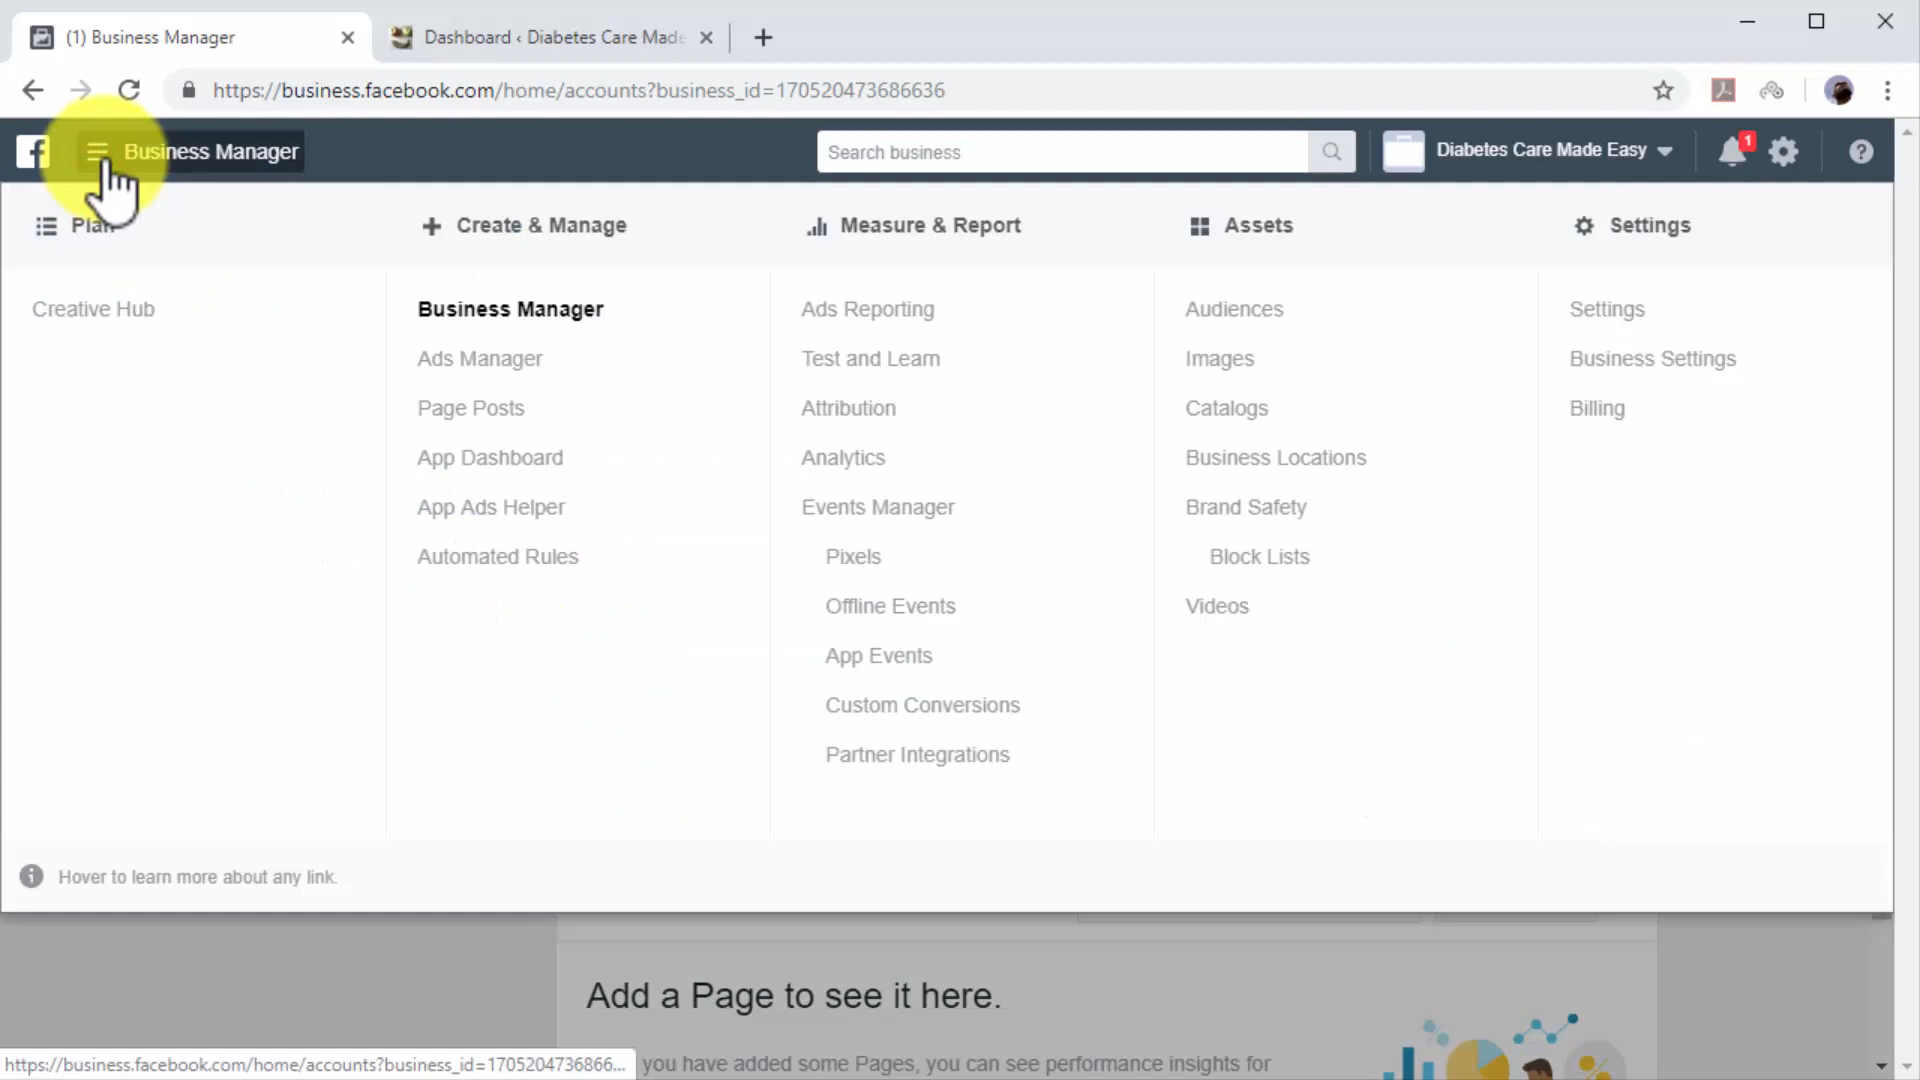 (1) Business Manager
Dashboard ‹ Diabetes Care Made
https://business.facebook.com/home/accounts?business_id=170520473686636
Business Manager
Search business
Diabetes Care Made Easy
1
Plan
Create & Manage
Measure & Report
Assets
Settings
Creative Hub
Business Manager
Ads Manager
Page Posts
App Dashboard
App Ads Helper
Automated Rules
Ads Reporting
Test and Learn
Attribution
Analytics
Events Manager
Pixels
Offline Events
App Events
Custom Conversions
Partner Integrations
Audiences
Images
Catalogs
Business Locations
Brand Safety
Block Lists
Videos
Settings
Business Settings
Billing
Hover to learn more about any link.
Add a Page to see it here.
you have added some Pages, you can see performance insights for
https://business.facebook.com/home/accounts?business_id=1705204736866...